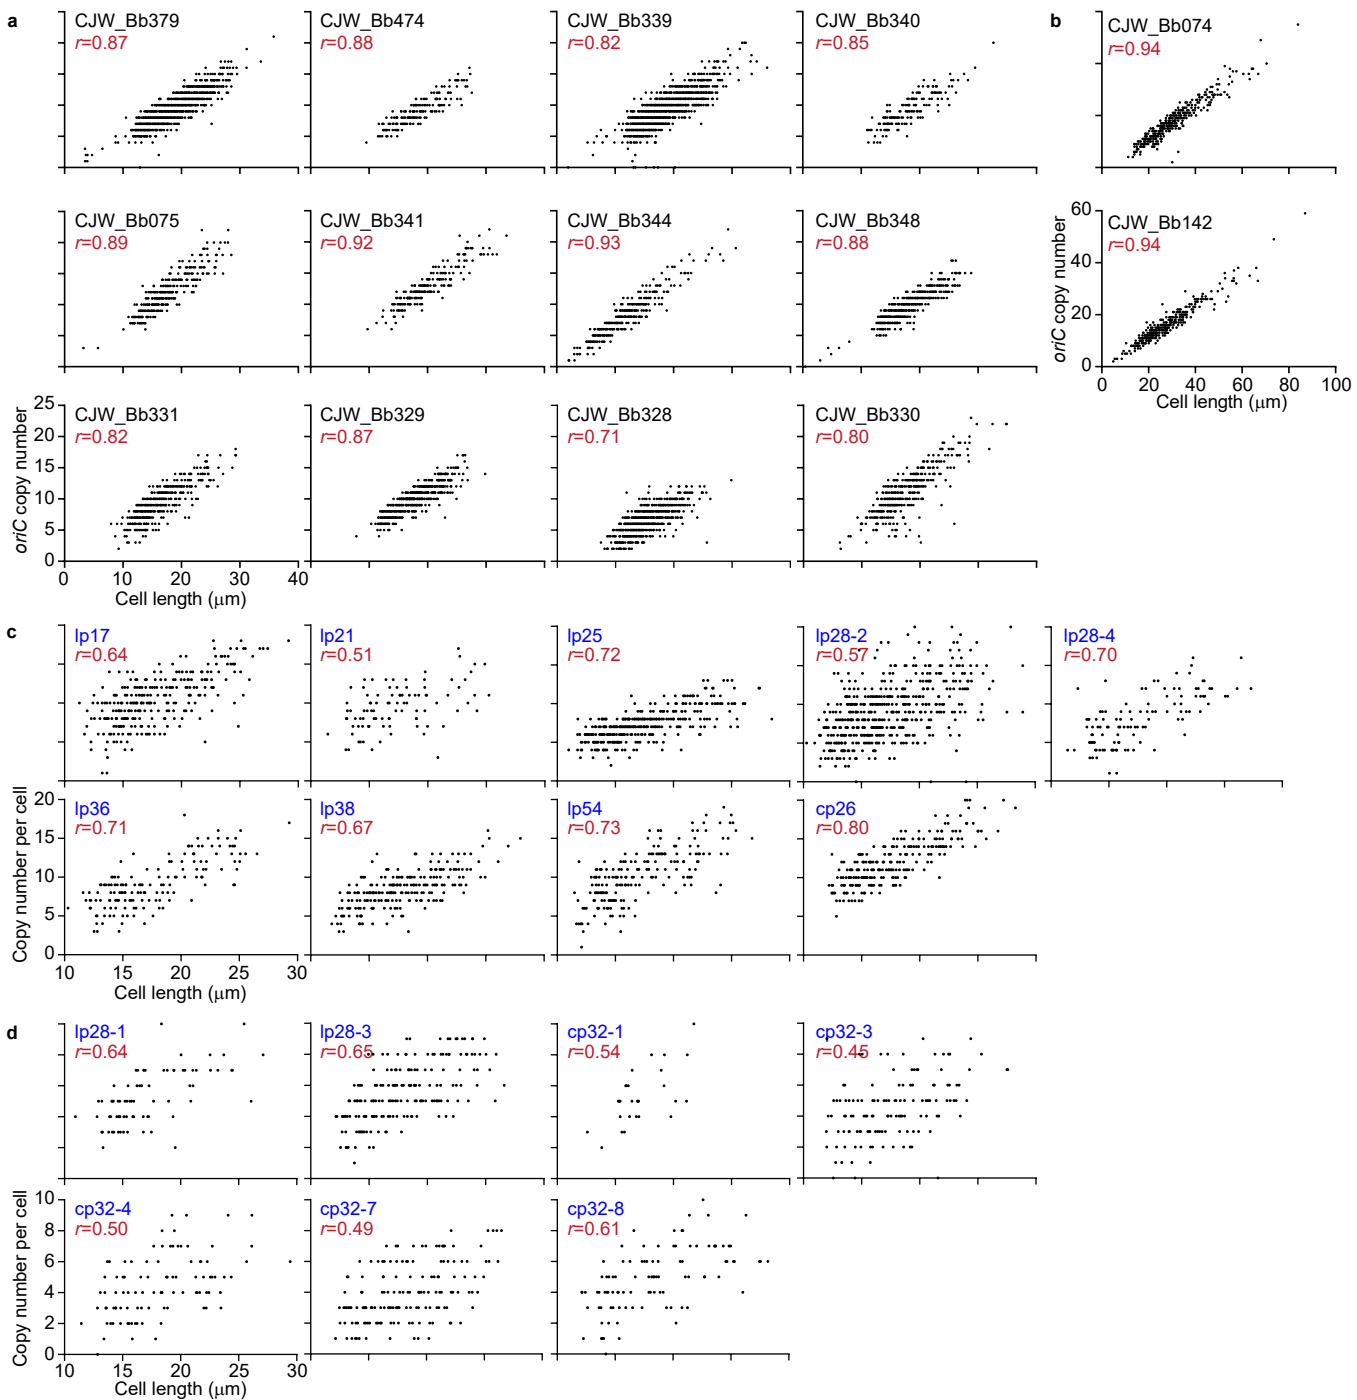 a
CJW_Bb379
r=0.87
CJW_Bb474
r=0.88
CJW_Bb339
r=0.82
CJW_Bb340
r=0.85
b
CJW_Bb074
r=0.94
CJW_Bb075
r=0.89
CJW_Bb341
r=0.92
CJW_Bb344
r=0.93
CJW_Bb348
r=0.88
CJW_Bb142
r=0.94
oriC copy number
60
40
20
0
0 20 40 60 80 100
Cell length (μm)
CJW_Bb331
r=0.82
CJW_Bb329
r=0.87
CJW_Bb328
r=0.71
CJW_Bb330
r=0.80
oriC copy number
25
20
15
10
5
0
0 10 20 30 40
Cell length (μm)
c
lp17
r=0.64
lp21
r=0.51
lp25
r=0.72
lp28-2
r=0.57
lp28-4
r=0.70
lp36
r=0.71
lp38
r=0.67
lp54
r=0.73
cp26
r=0.80
Copy number per cell
20
15
10
5
0
10 15 20 25 30
Cell length (μm)
d
lp28-1
r=0.64
lp28-3
r=0.65
cp32-1
r=0.54
cp32-3
r=0.45
cp32-4
r=0.50
cp32-7
r=0.49
cp32-8
r=0.61
Copy number per cell
10
8
6
4
2
0
10 15 20 25 30
Cell length (μm)